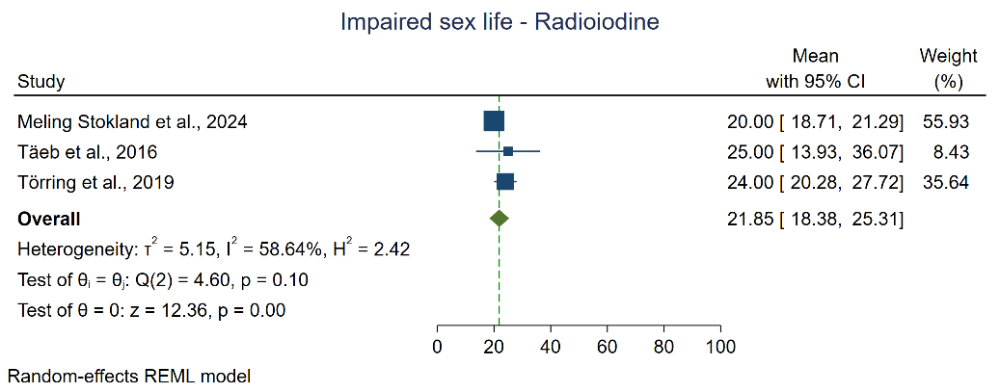 Impaired sex life - Radioiodine
Mean Weight
Study with 95% CI (%)
Meling Stokland et al., 2024 20.00 [ 18.71, 21.29] 55.93
Täeb et al., 2016 25.00 [ 13.93, 36.07] 8.43
Törring et al., 2019 24.00 [ 20.28, 27.72] 35.64
Overall 21.85 [ 18.38, 25.31]
Heterogeneity: τ² = 5.15, I² = 58.64%, H² = 2.42
Test of θᵢ = θⱼ: Q(2) = 4.60, p = 0.10
Test of θ = 0: z = 12.36, p = 0.00
0 20 40 60 80 100
Random-effects REML model